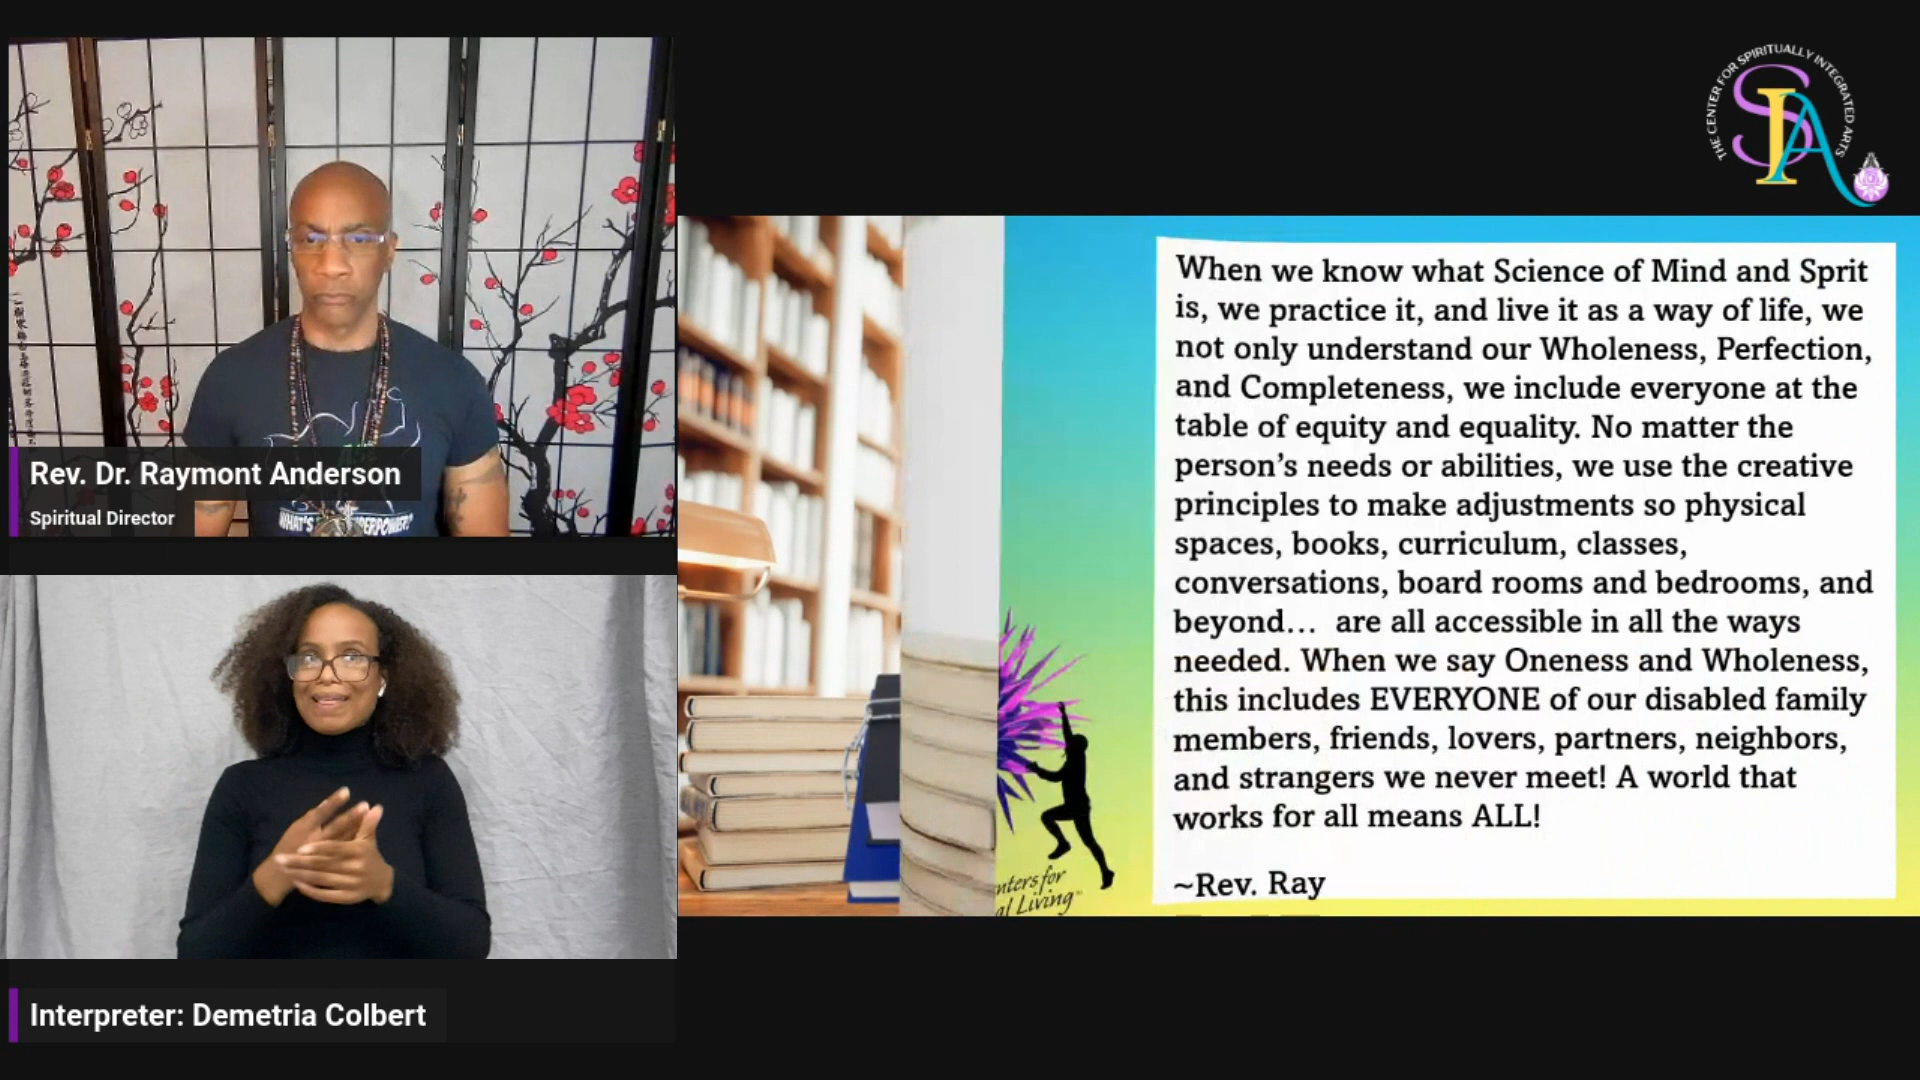 THE CENTER FOR SPIRITUALLY INTEGRATED ARTS
SIA
Rev. Dr. Raymont Anderson
Spiritual Director
WHAT'S
Interpreter: Demetria Colbert
When we know what Science of Mind and Sprit
is, we practice it, and live it as a way of life, we
not only understand our Wholeness, Perfection,
and Completeness, we include everyone at the
table of equity and equality. No matter the
person’s needs or abilities, we use the creative
principles to make adjustments so physical
spaces, books, curriculum, classes,
conversations, board rooms and bedrooms, and
beyond… are all accessible in all the ways
needed. When we say Oneness and Wholeness,
this includes EVERYONE of our disabled family
members, friends, lovers, partners, neighbors,
and strangers we never meet! A world that
works for all means ALL!
~Rev. Ray
nters for
al Living